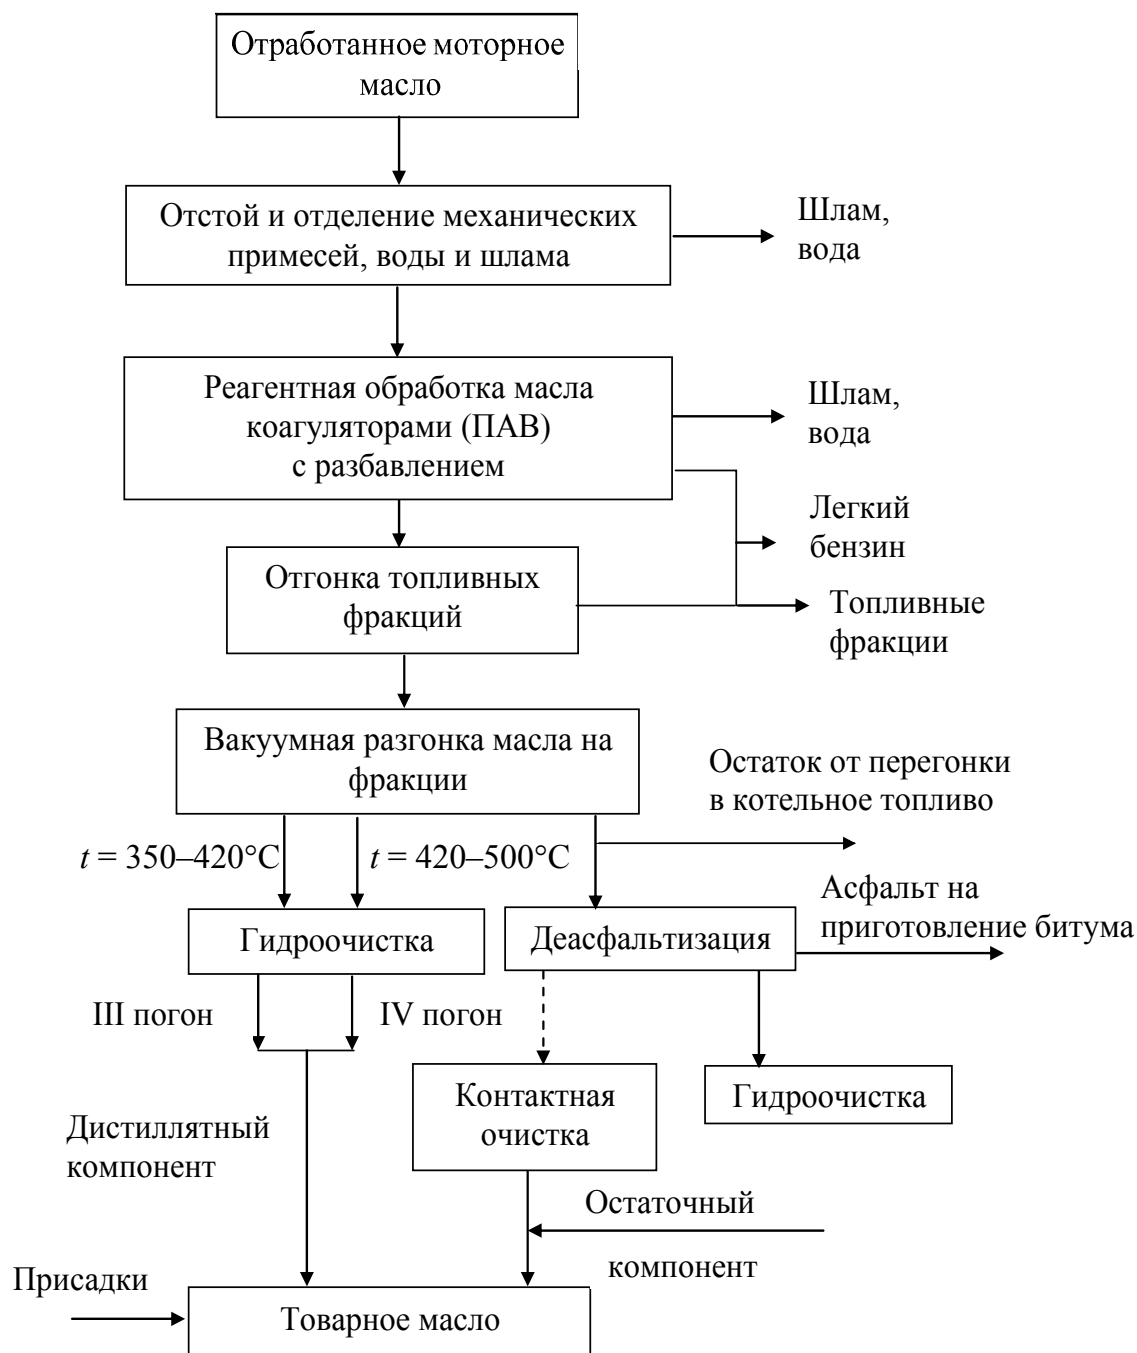 Отработанное моторное
масло
Отстой и отделение механических
примесей, воды и шлама
Шлам,
вода
Реагентная обработка масла
коагуляторами (ПАВ)
с разбавлением
Шлам,
вода
Легкий
бензин
Отгонка топливных
фракций
Топливные
фракции
Вакуумная разгонка масла на
фракции
Остаток от перегонки
в котельное топливо
t = 350–420°C
t = 420–500°C
Асфальт на
приготовление битума
Гидроочистка
Деасфальтизация
III погон
IV погон
Контактная
очистка
Гидроочистка
Дистиллятный
компонент
Остаточный
компонент
Присадки
Товарное масло